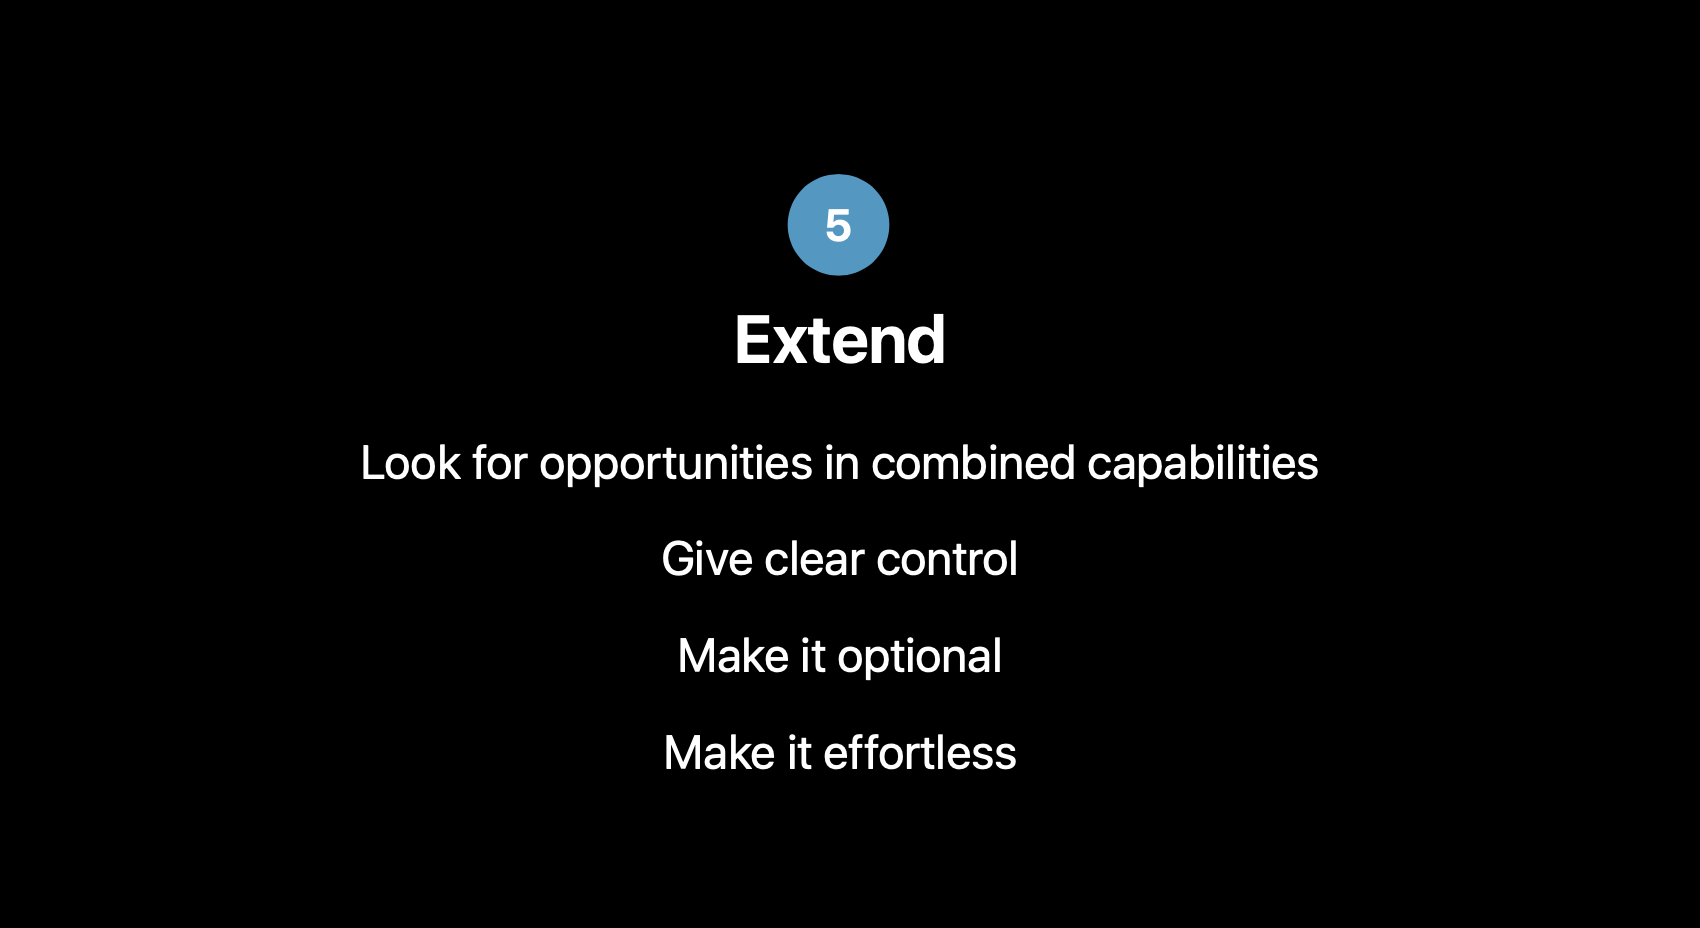 5
Extend
Look for opportunities in combined capabilities
Give clear control
Make it optional
Make it effortless